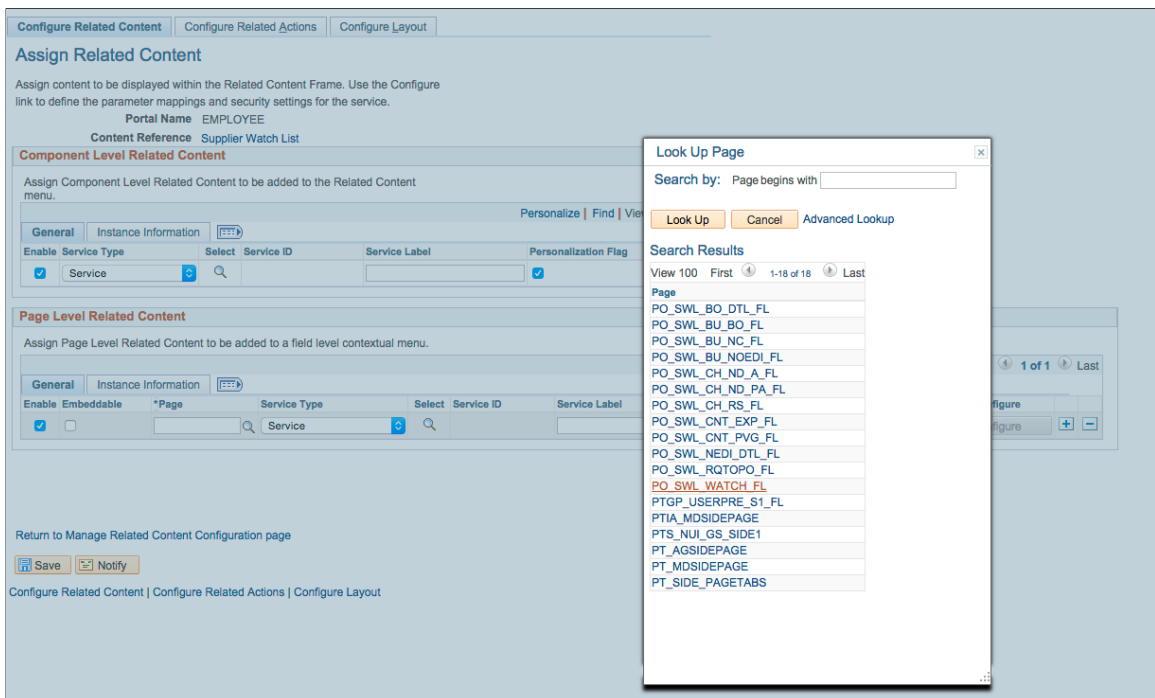 Configure Related Content
Configure Related Actions
Configure Layout
Assign Related Content
Assign content to be displayed within the Related Content Frame. Use the Configure
link to define the parameter mappings and security settings for the service.
Portal Name EMPLOYEE
Content Reference Supplier Watch List
Component Level Related Content
Assign Component Level Related Content to be added to the Related Content
menu.
Personalize | Find |
General Instance Information
Enable Service Type Select Service ID Service Label Personalization Flag
Service
Page Level Related Content
Assign Page Level Related Content to be added to a field level contextual menu.
1 of 1 Last
General Instance Information
Enable Embeddable *Page Service Type Select Service ID Service Label
Service
Return to Manage Related Content Configuration page
Save Notify
Configure Related Content | Configure Related Actions | Configure Layout
Look Up Page
Search by: Page begins with
Look Up Cancel Advanced Lookup
Search Results
View 100 First 1-18 of 18 Last
Page
PO_SWL_BO_DTL_FL
PO_SWL_BU_BO_FL
PO_SWL_BU_NC_FL
PO_SWL_BU_NOEDI_FL
PO_SWL_CH_ND_A_FL
PO_SWL_CH_ND_PA_FL
PO_SWL_CH_RS_FL
PO_SWL_CNT_EXP_FL
PO_SWL_CNT_PVG_FL
PO_SWL_NEDI_DTL_FL
PO_SWL_RQTOPO_FL
PO_SWL_WATCH_FL
PTGP_USERPRE_S1_FL
PTIA_MDSIDEPAGE
PTS_NUI_GS_SIDE1
PT_AGSIDEPAGE
PT_MDSIDEPAGE
PT_SIDE_PAGETABS